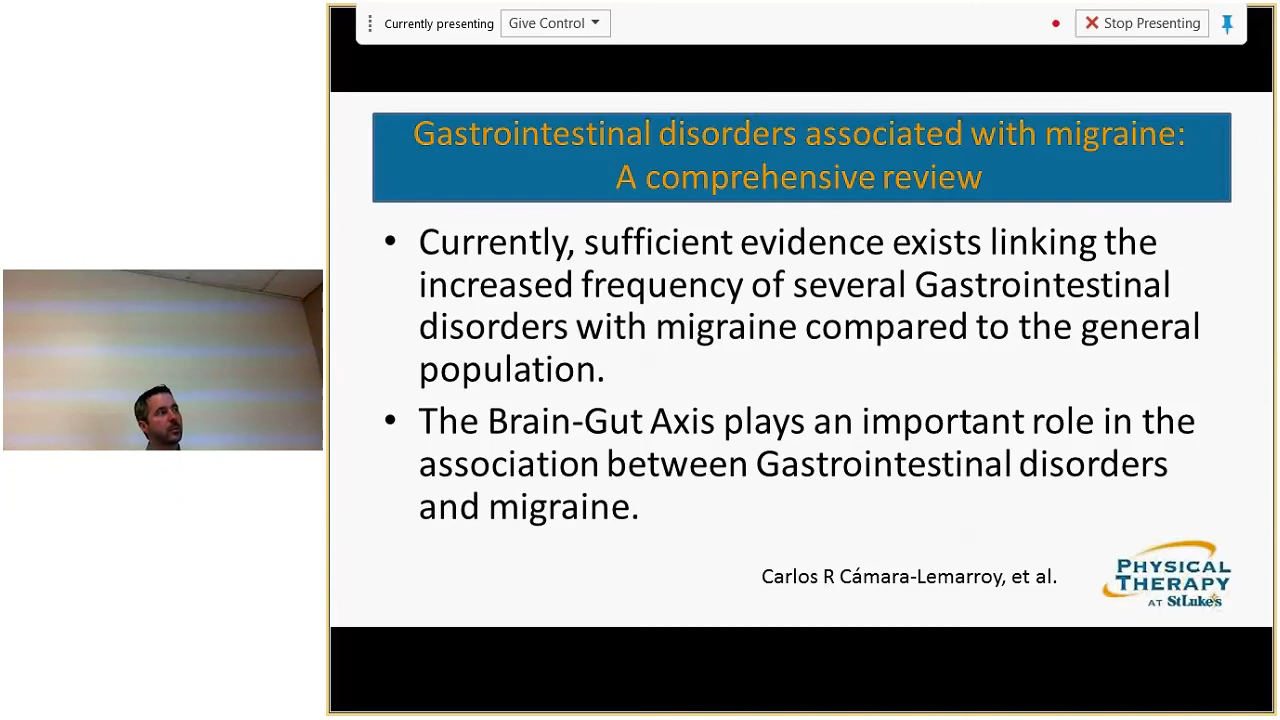 Currently presenting
Give Control
Stop Presenting
Gastrointestinal disorders associated with migraine:
A comprehensive review
• Currently, sufficient evidence exists linking the
increased frequency of several Gastrointestinal
disorders with migraine compared to the general
population.
• The Brain-Gut Axis plays an important role in the
association between Gastrointestinal disorders
and migraine.
Carlos R Cámara-Lemarroy, et al.
PHYSICAL
THERAPY
AT StLuke's